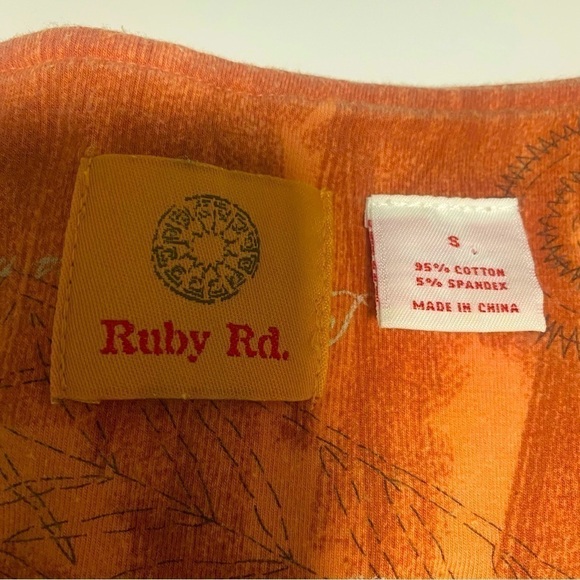 Ruby Rd.
S
95% COTTON
5% SPANDEX
MADE IN CHINA